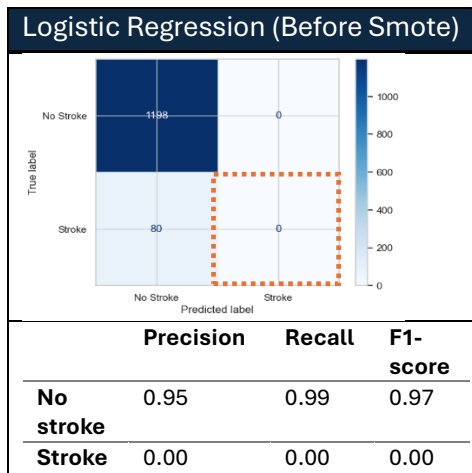 Logistic Regression (Before Smote)
No Stroke
1198
0
Stroke
80
0
True label
No Stroke
Stroke
Predicted label
1000
800
600
400
200
0
Precision Recall F1-
score
No 0.95 0.99 0.97
stroke
Stroke 0.00 0.00 0.00